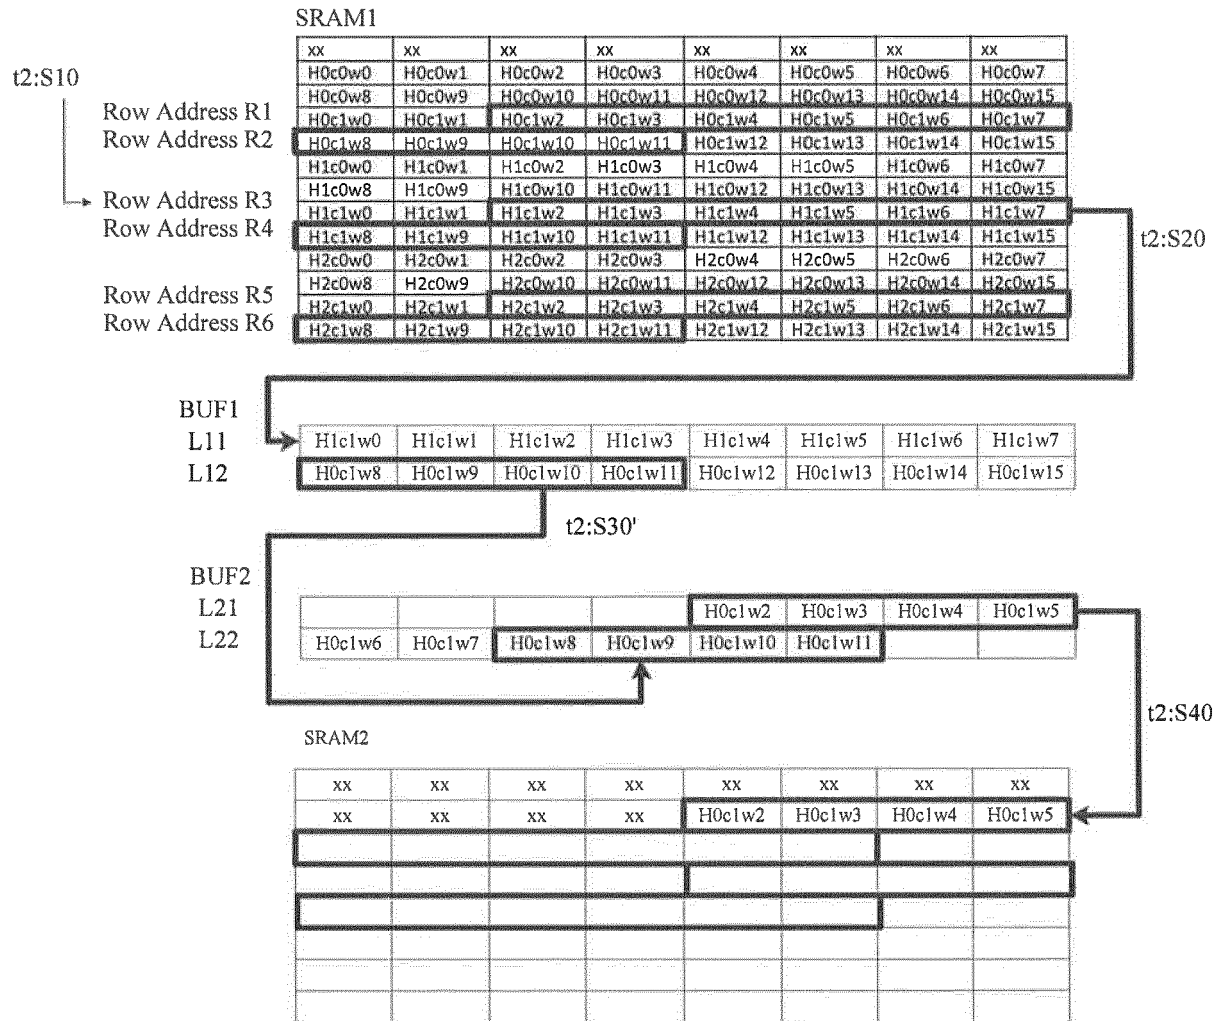 SRAM1
xx xx xx xx xx xx xx xx
t2:S10
H0c0w0 H0c0w1 H0c0w2 H0c0w3 H0c0w4 H0c0w5 H0c0w6 H0c0w7
H0c0w8 H0c0w9 H0c0w10 H0c0w11 H0c0w12 H0c0w13 H0c0w14 H0c0w15
Row Address R1 H0c1w0 H0c1w1 H0c1w2 H0c1w3 H0c1w4 H0c1w5 H0c1w6 H0c1w7
Row Address R2 H0c1w8 H0c1w9 H0c1w10 H0c1w11 H0c1w12 H0c1w13 H0c1w14 H0c1w15
H1c0w0 H1c0w1 H1c0w2 H1c0w3 H1c0w4 H1c0w5 H1c0w6 H1c0w7
H1c0w8 H1c0w9 H1c0w10 H1c0w11 H1c0w12 H1c0w13 H1c0w14 H1c0w15
Row Address R3 H1c1w0 H1c1w1 H1c1w2 H1c1w3 H1c1w4 H1c1w5 H1c1w6 H1c1w7
Row Address R4 H1c1w8 H1c1w9 H1c1w10 H1c1w11 H1c1w12 H1c1w13 H1c1w14 H1c1w15
t2:S20
H2c0w0 H2c0w1 H2c0w2 H2c0w3 H2c0w4 H2c0w5 H2c0w6 H2c0w7
H2c0w8 H2c0w9 H2c0w10 H2c0w11 H2c0w12 H2c0w13 H2c0w14 H2c0w15
Row Address R5 H2c1w0 H2c1w1 H2c1w2 H2c1w3 H2c1w4 H2c1w5 H2c1w6 H2c1w7
Row Address R6 H2c1w8 H2c1w9 H2c1w10 H2c1w11 H2c1w12 H2c1w13 H2c1w14 H2c1w15
BUF1
L11 H1c1w0 H1c1w1 H1c1w2 H1c1w3 H1c1w4 H1c1w5 H1c1w6 H1c1w7
L12 H0c1w8 H0c1w9 H0c1w10 H0c1w11 H0c1w12 H0c1w13 H0c1w14 H0c1w15
t2:S30'
BUF2
L21 H0c1w2 H0c1w3 H0c1w4 H0c1w5
L22 H0c1w6 H0c1w7 H0c1w8 H0c1w9 H0c1w10 H0c1w11
t2:S40
SRAM2
xx xx xx xx xx xx xx xx
xx xx xx xx H0c1w2 H0c1w3 H0c1w4 H0c1w5